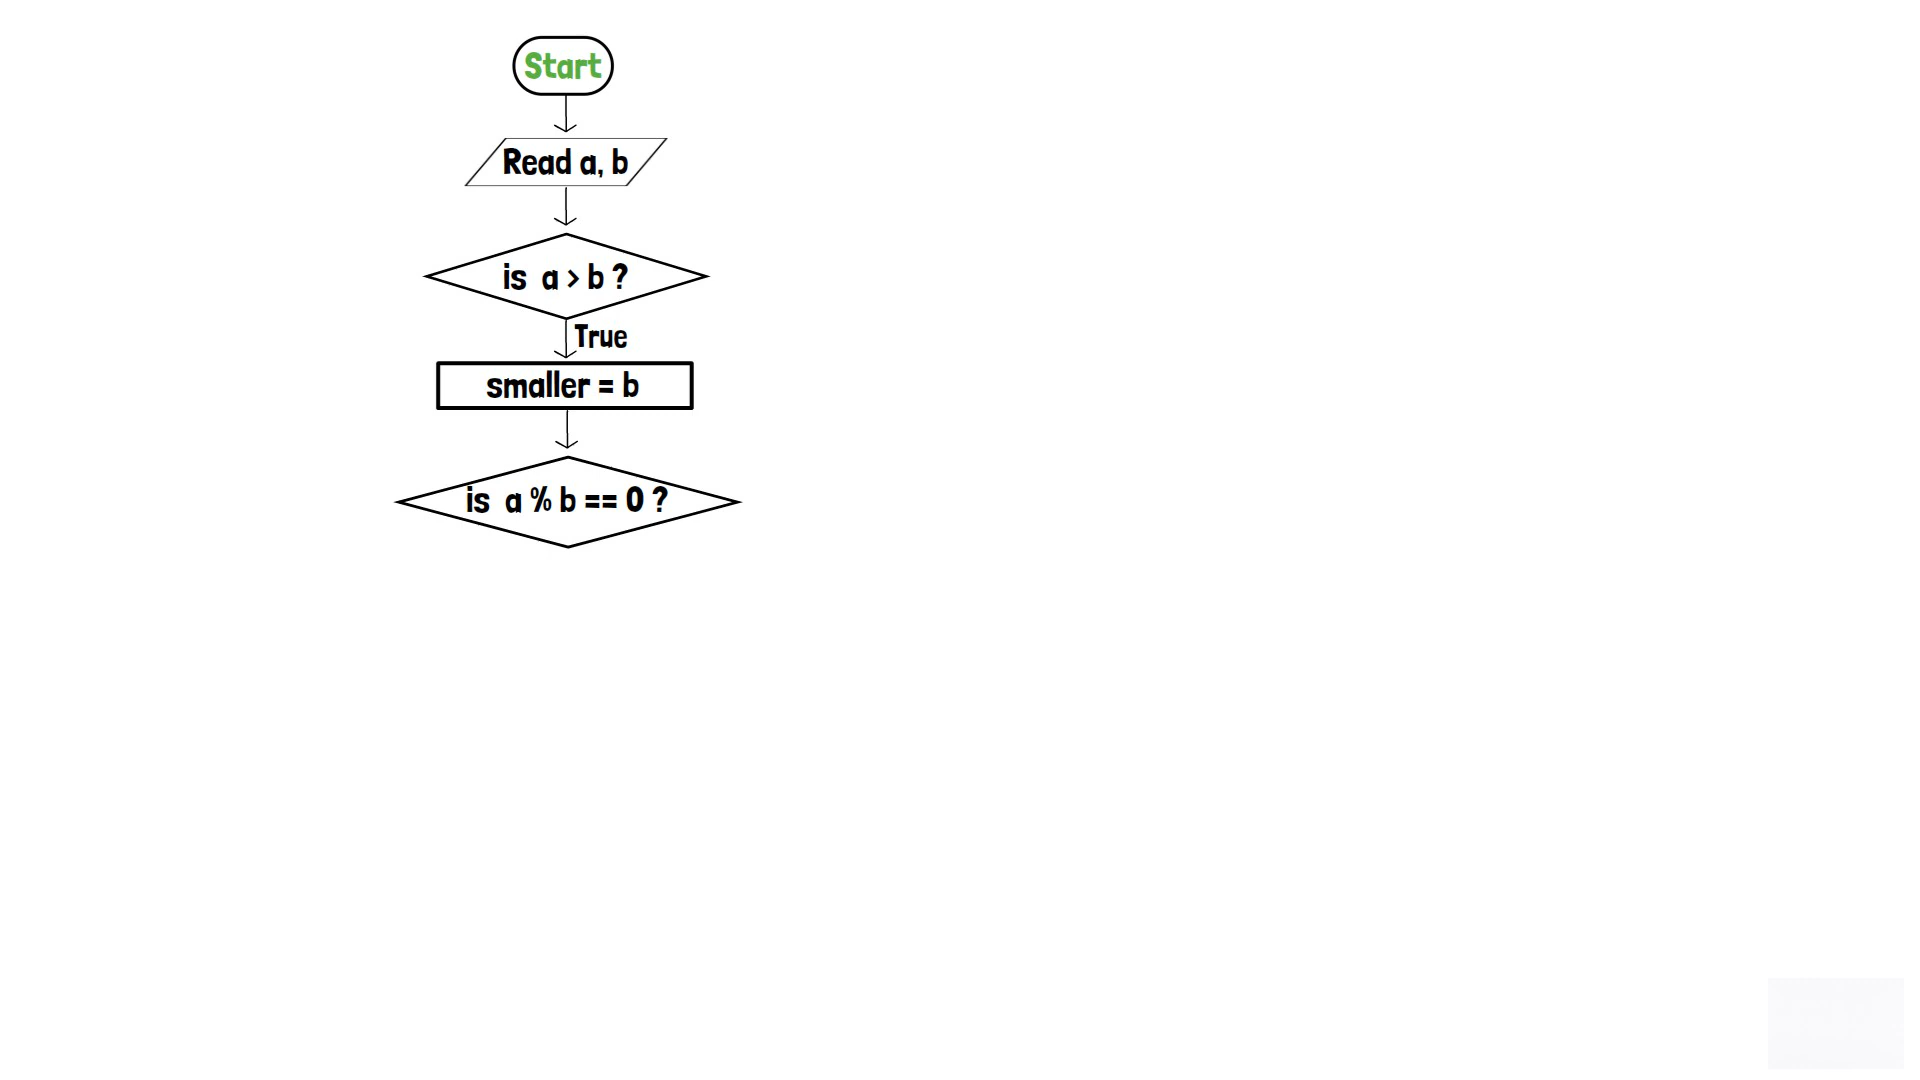 Start
Read a, b
is a > b ?
True
smaller = b
is a % b == 0 ?